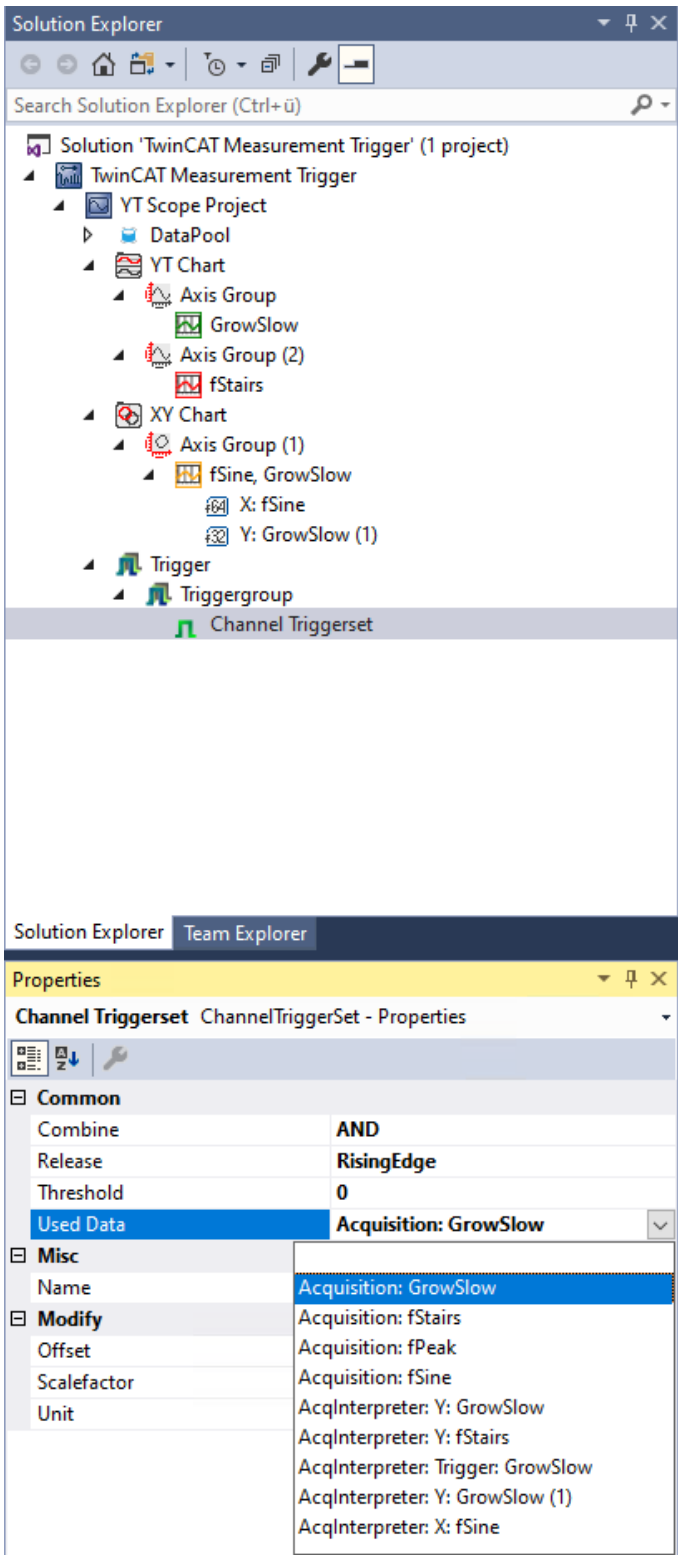 Solution Explorer
Search Solution Explorer (Ctrl+ü)
Solution 'TwinCAT Measurement Trigger' (1 project)
TwinCAT Measurement Trigger
YT Scope Project
DataPool
YT Chart
Axis Group
GrowSlow
Axis Group (2)
fStairs
XY Chart
Axis Group (1)
fSine, GrowSlow
f64 X: fSine
f32 Y: GrowSlow (1)
Trigger
Triggergroup
Channel Triggerset
Solution Explorer Team Explorer
Properties
Channel Triggerset ChannelTriggerSet - Properties
Common
Combine AND
Release RisingEdge
Threshold 0
Used Data Acquisition: GrowSlow
Misc
Name Acquisition: GrowSlow
Modify Acquisition: fStairs
Offset Acquisition: fPeak
Scalefactor Acquisition: fSine
Unit AcqInterpreter: Y: GrowSlow
AcqInterpreter: Y: fStairs
AcqInterpreter: Trigger: GrowSlow
AcqInterpreter: Y: GrowSlow (1)
AcqInterpreter: X: fSine